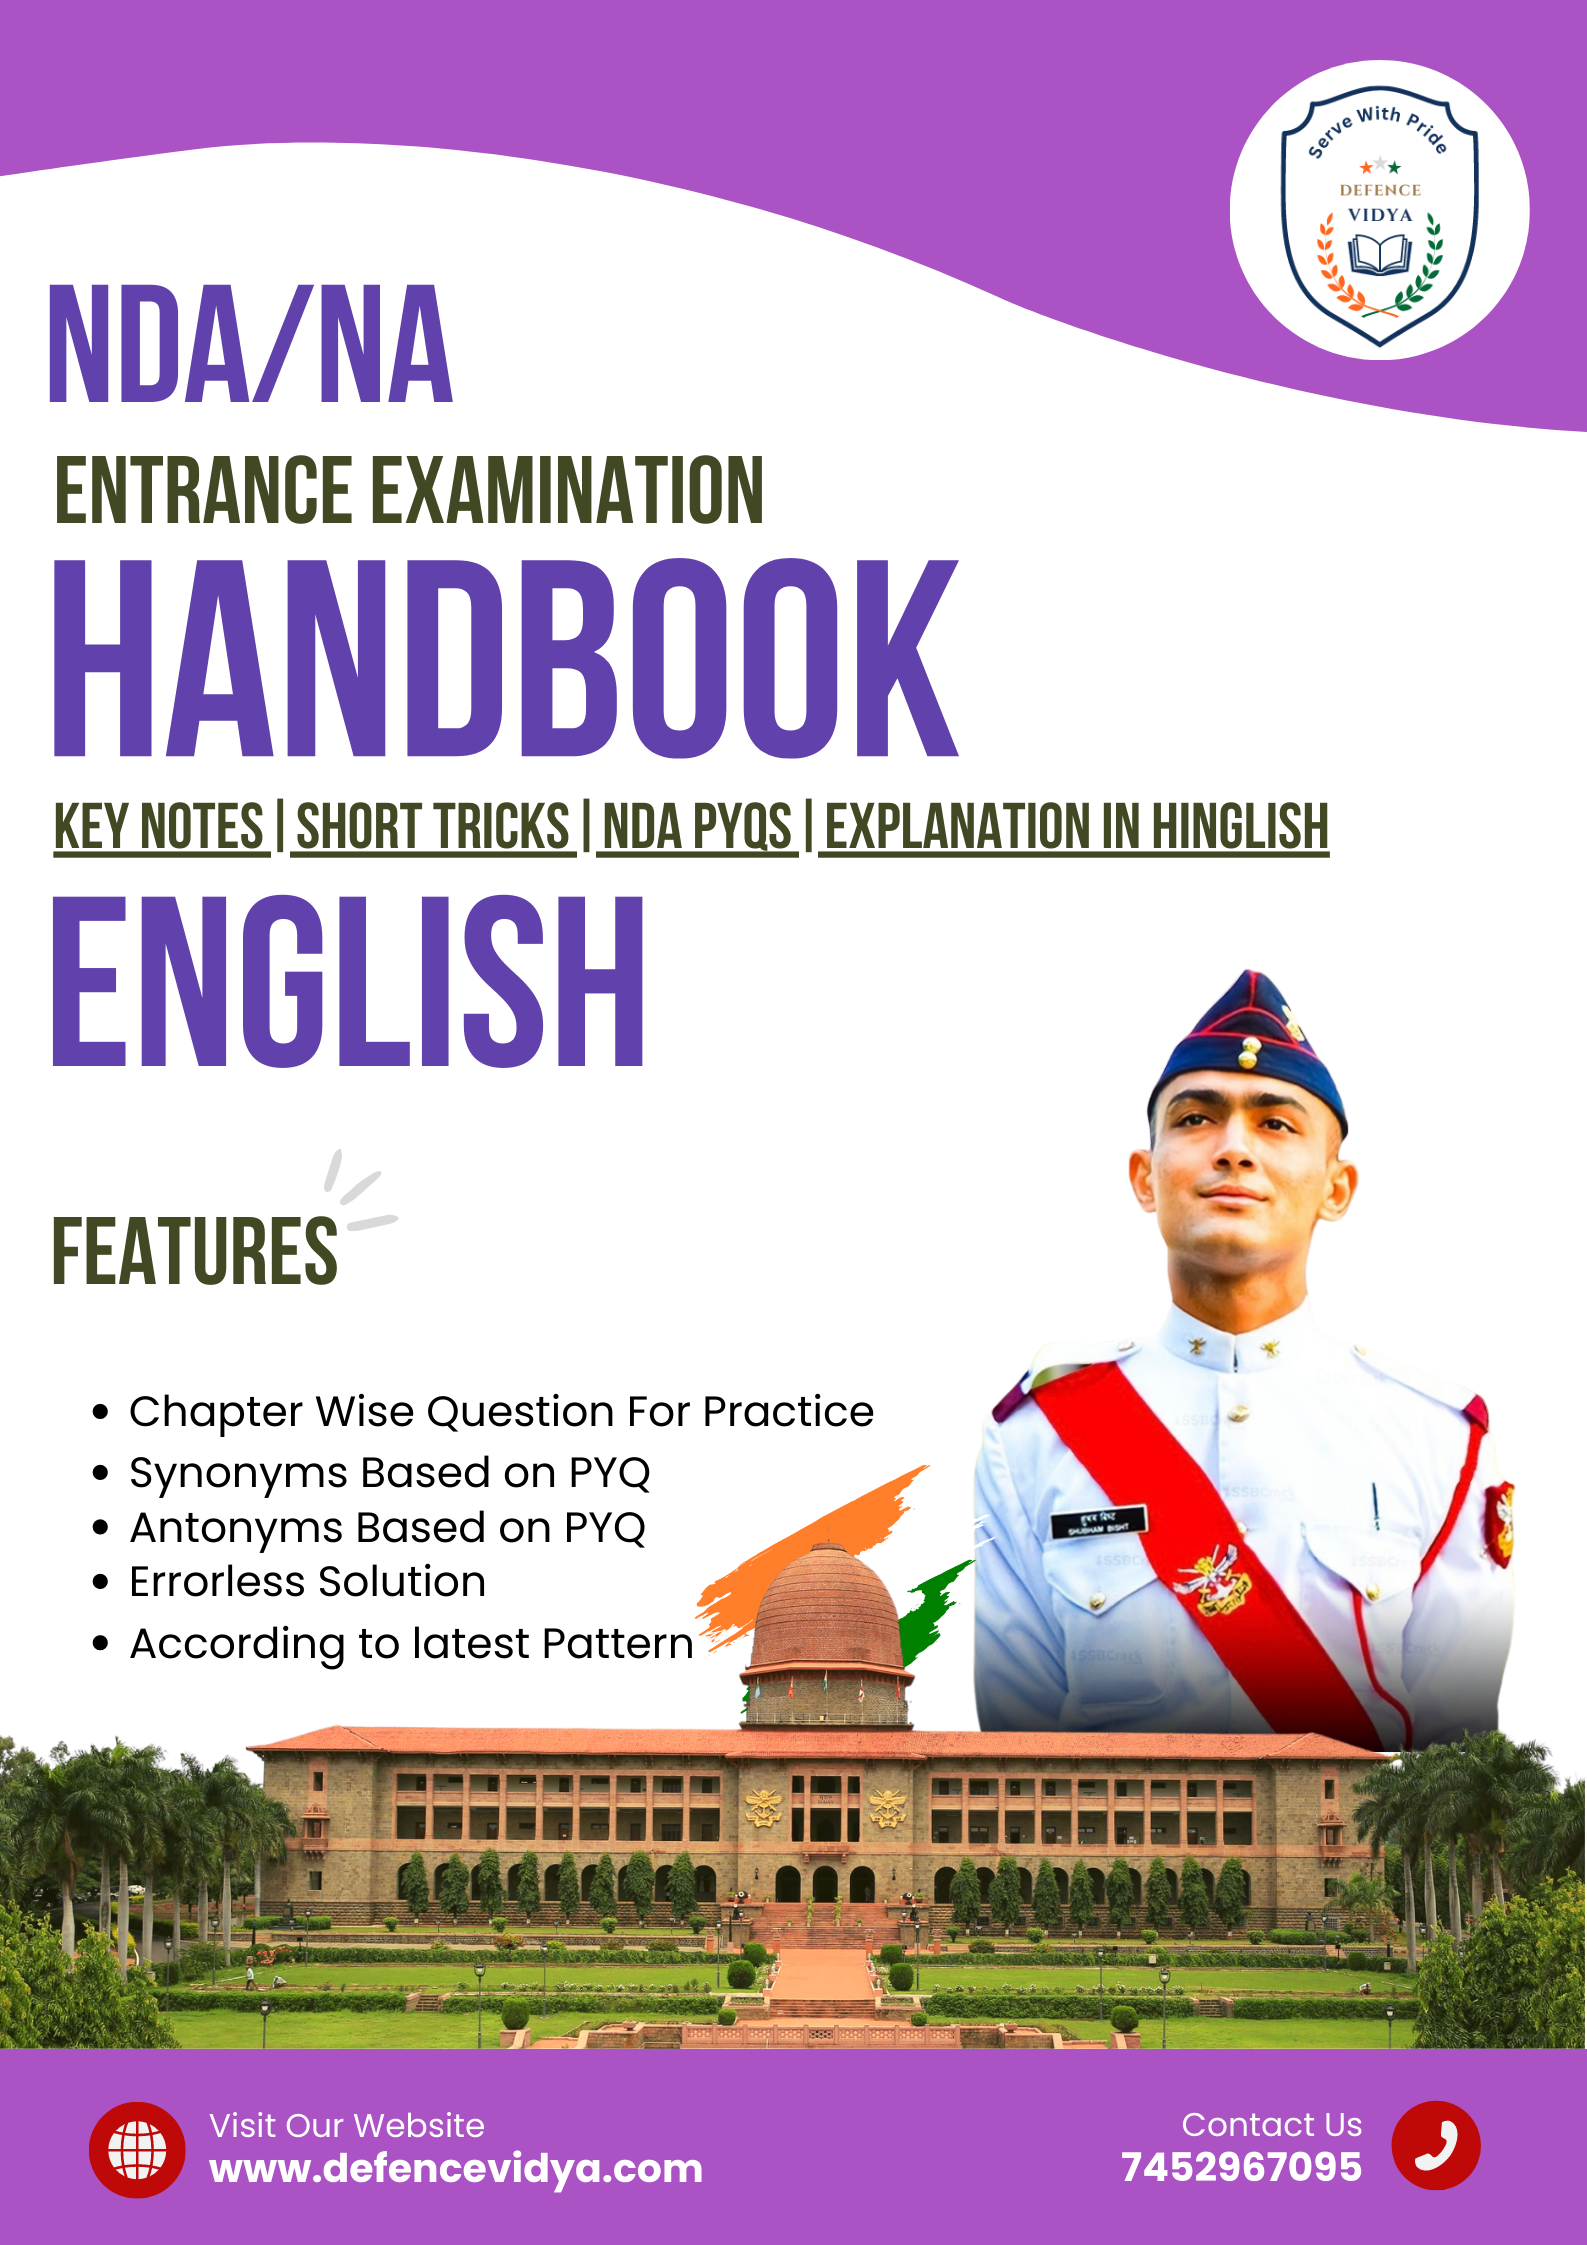 Serve With Pride
DEFENCE
VIDYA
NDA/NA
ENTRANCE EXAMINATION
HANDBOOK
KEY NOTES | SHORT TRICKS | NDA PYQS | EXPLANATION IN HINGLISH
ENGLISH
FEATURES
• Chapter Wise Question For Practice
• Synonyms Based on PYQ
• Antonyms Based on PYQ
• Errorless Solution
• According to latest Pattern
SHUBHAM BISHT
Visit Our Website
www.defencevidya.com
Contact Us
7452967095